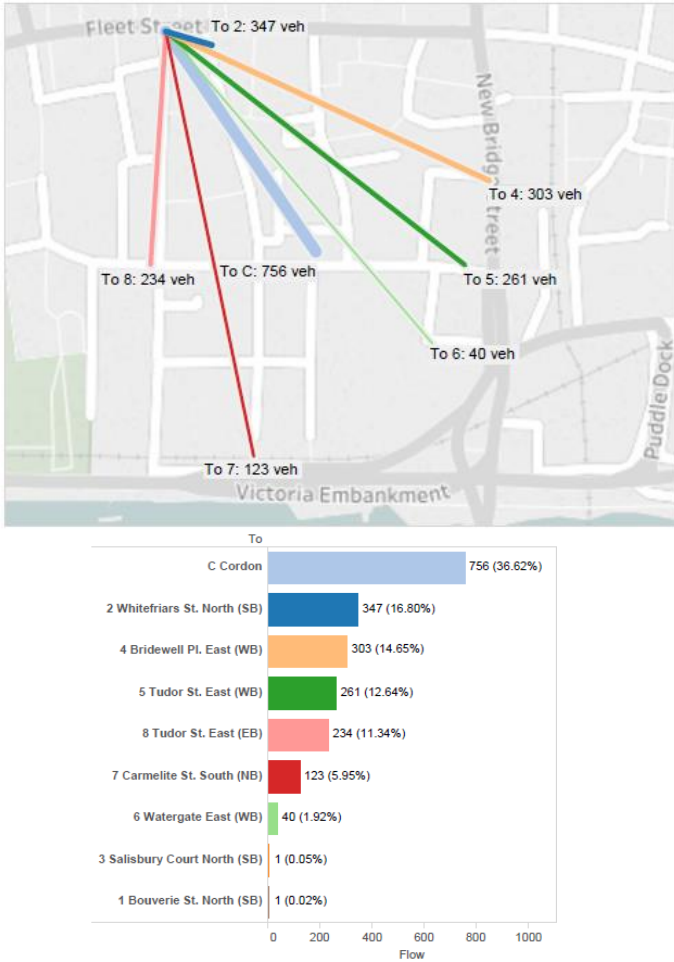 Fleet Street
To 2: 347 veh
New Bridge Street
To 4: 303 veh
To C: 756 veh
To 8: 234 veh
To 5: 261 veh
To 6: 40 veh
Puddle Dock
To 7: 123 veh
Victoria Embankment
To
C Cordon 756 (36.62%)
2 Whitefriars St. North (SB) 347 (16.80%)
4 Bridewell Pl. East (WB) 303 (14.65%)
5 Tudor St. East (WB) 261 (12.64%)
8 Tudor St. East (EB) 234 (11.34%)
7 Carmelite St. South (NB) 123 (5.95%)
6 Watergate East (WB) 40 (1.92%)
3 Salisbury Court North (SB) 1 (0.05%)
1 Bouverie St. North (SB) 1 (0.02%)
0 200 400 600 800 1000
Flow